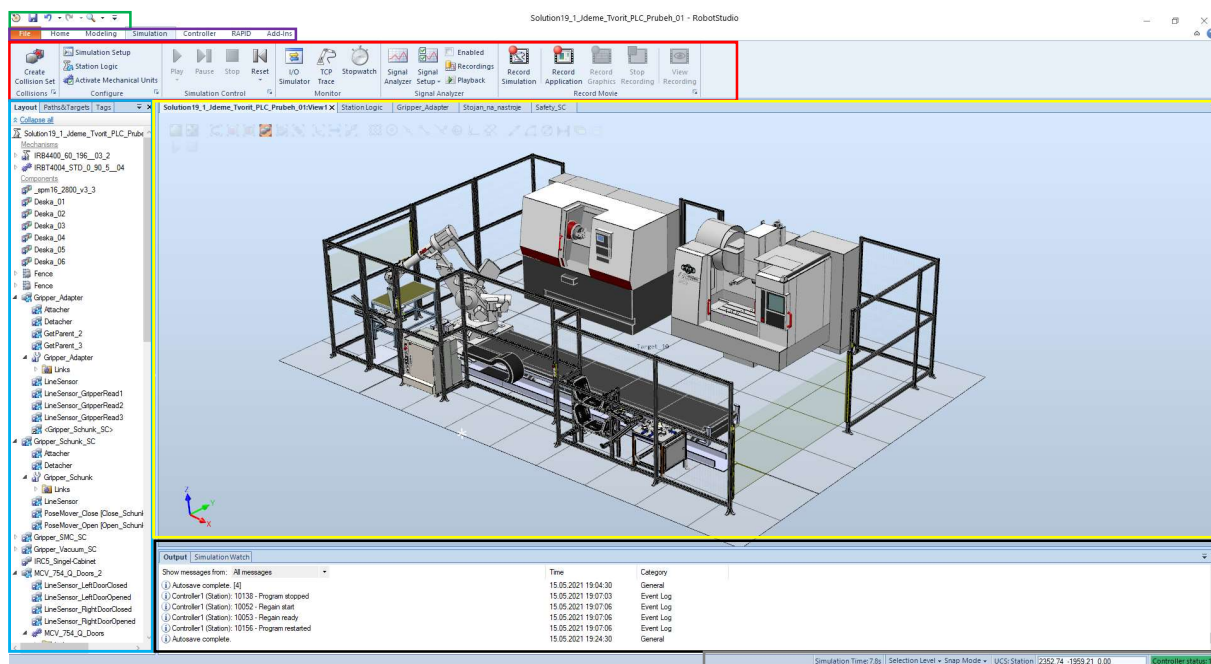 Solution19_1_Jdeme_Tvorit_PLC_Prubeh_01 - RobotStudio
File Home Modeling Simulation Controller RAPID Add-Ins
Create Collision Set
Collisions
Simulation Setup
Station Logic
Activate Mechanical Units
Configure
Play Pause Stop Reset
Simulation Control
I/O Simulator TCP Trace Stopwatch
Monitor
Signal Analyzer Signal Setup
Enabled
Recordings
Playback
Signal Analyzer
Record Simulation Record Application Record Graphics Stop Recording View Recording
Record Movie
Layout Paths&Targets Tags
Solution19_1_Jdeme_Tvorit_PLC_Prubeh_01:View1 X Station Logic Gripper_Adapter Stojan_na_nastroje Safety_SC
Collapse all
Solution19_1_Jdeme_Tvorit_PLC_Prube
Mechanisms
IRB4400_60_196__03_2
IRBT4004_STD_0_90_5__04
Components
_spm16_2800_v3_3
Deska_01
Deska_02
Deska_03
Deska_04
Deska_05
Deska_06
Fence
Fence
Gripper_Adapter
Attacher
Detacher
GetParent_2
GetParent_3
Gripper_Adapter
Links
LineSensor
LineSensor_GripperRead1
LineSensor_GripperRead2
LineSensor_GripperRead3
<Gripper_Schunk_SC>
Gripper_Schunk_SC
Attacher
Detacher
Gripper_Schunk
Links
LineSensor
PoseMover_Close [Close_Schunk
PoseMover_Open [Open_Schunk
Gripper_SMC_SC
Gripper_Vacuum_SC
IRC5_Singel-Cabinet
MCV_754_Q_Doors_2
LineSensor_LeftDoorClosed
LineSensor_LeftDoorOpened
LineSensor_RightDoorClosed
LineSensor_RightDoorOpened
MCV_754_Q_Doors
Target_10
Z
Y
X
Output Simulation Watch
Show messages from: All messages Time Category
Autosave complete. [4] 15.05.2021 19:04:30 General
Controller1 (Station): 10138 - Program stopped 15.05.2021 19:07:03 Event Log
Controller1 (Station): 10052 - Regain start 15.05.2021 19:07:06 Event Log
Controller1 (Station): 10053 - Regain ready 15.05.2021 19:07:06 Event Log
Controller1 (Station): 10156 - Program restarted 15.05.2021 19:07:06 Event Log
Autosave complete. 15.05.2021 19:24:30 General
Simulation Time: 7.8s Selection Level Snap Mode UCS: Station 2352.74 -1959.21 0.00 Controller status: